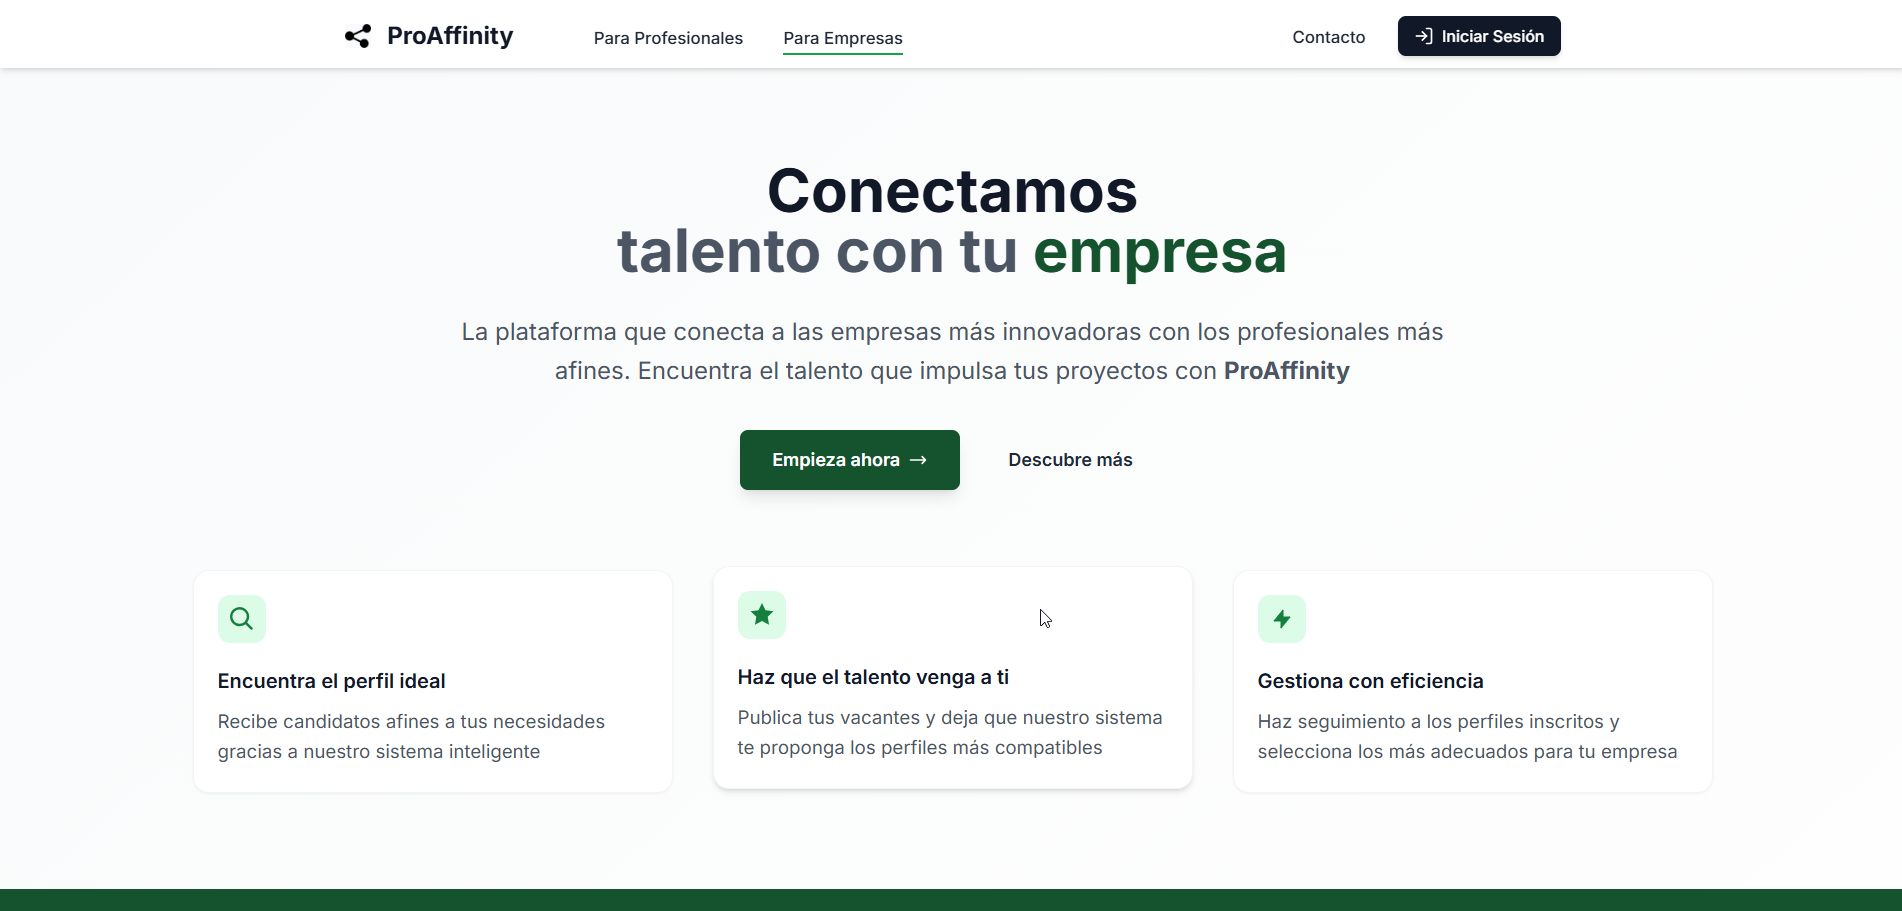 ProAffinity
Para Profesionales
Para Empresas
Contacto
Iniciar Sesión
Conectamos
talento con tu empresa
La plataforma que conecta a las empresas más innovadoras con los profesionales más
afines. Encuentra el talento que impulsa tus proyectos con ProAffinity
Empieza ahora →
Descubre más
Encuentra el perfil ideal
Recibe candidatos afines a tus necesidades
gracias a nuestro sistema inteligente
Haz que el talento venga a ti
Publica tus vacantes y deja que nuestro sistema
te proponga los perfiles más compatibles
Gestiona con eficiencia
Haz seguimiento a los perfiles inscritos y
selecciona los más adecuados para tu empresa